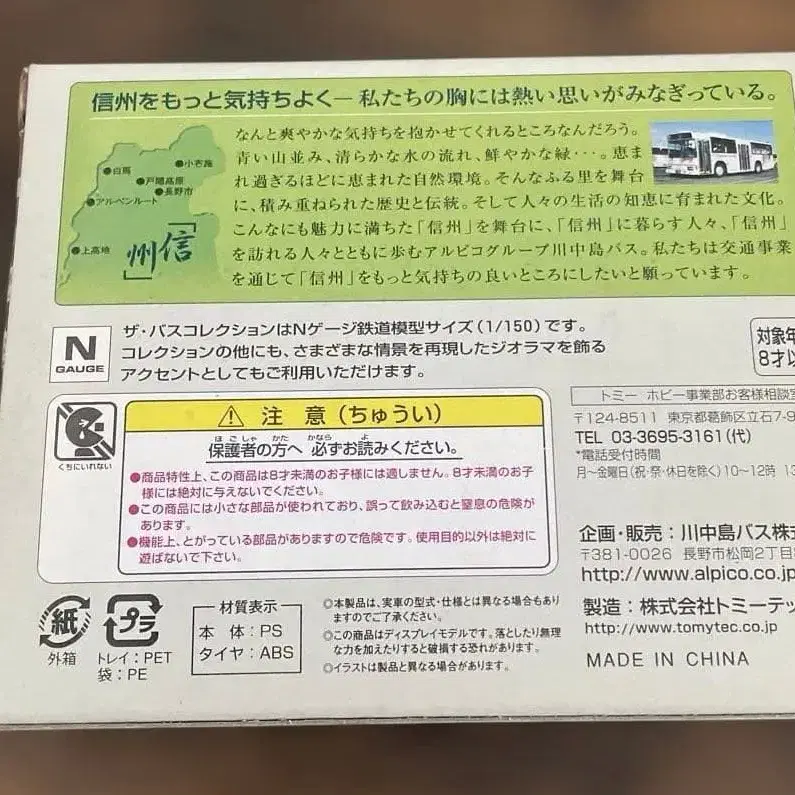 信州をもっと気持ちよく― 私たちの胸には熱い思いがみなぎっている。
なんと爽やかな気持ちを抱かせてくれるところなんだろう。
青い山並み、清らかな水の流れ、鮮やかな緑・・・。恵ま
れ過ぎるほどに恵まれた自然環境。そんなふる里を舞台
に、積み重ねられた歴史と伝統。そして人々の生活の知恵に育まれた文化。
こんなにも魅力に満ちた「信州」を舞台に、「信州」に暮らす人々、「信州」
を訪れる人々とともに歩むアルピコグループ川中島バス。私たちは交通事業
を通じて「信州」をもっと気持ちの良いところにしたいと願っています。
●白馬
●小布施
●戸隠高原
●長野市
●アルペンルート
●上高地
「信州」
N
GAUGE
ザ・バスコレクションはNゲージ鉄道模型サイズ(1/150)です。
コレクションの他にも、さまざまな情景を再現したジオラマを飾る
アクセントとしてもご利用いただけます。
対象年
8才以
くちにいれない
注 意(ちゅうい)
ほごしゃ かた かなら よ
保護者の方へ 必ずお読みください。
●商品特性上、この商品は8才未満のお子様には適しません。8才未満のお子
様には絶対に与えないでください。
●この商品には小さな部品が使われており、誤って飲み込むと窒息の危険が
あります。
●機能上、とがっている部品がありますので危険です。使用目的以外は絶対に
遊ばないで下さい。
トミー ホビー事業部お客様相談室
〒124-8511 東京都葛飾区立石7-9
TEL 03-3695-3161(代)
*電話受付時間
月〜金曜日(祝・祭・休日を除く)10〜12時 13
企画・販売:川中島バス株式
〒381-0026 長野市松岡2丁目
http://www.alpico.co.jp
製造:株式会社トミーテッ
http://www.tomytec.co.jp
MADE IN CHINA
紙
外箱
プラ
トレイ:PET
袋:PE
材質表示
本 体:PS
タイヤ:ABS
◎本製品は、実車の型式・仕様とは異なる場合もあり
ますのでご了承ください。
◎この商品はディスプレイモデルです。落としたり無理
な力を加えたりすると破損する恐れがあります。
◎イラストは製品と異なる場合があります。